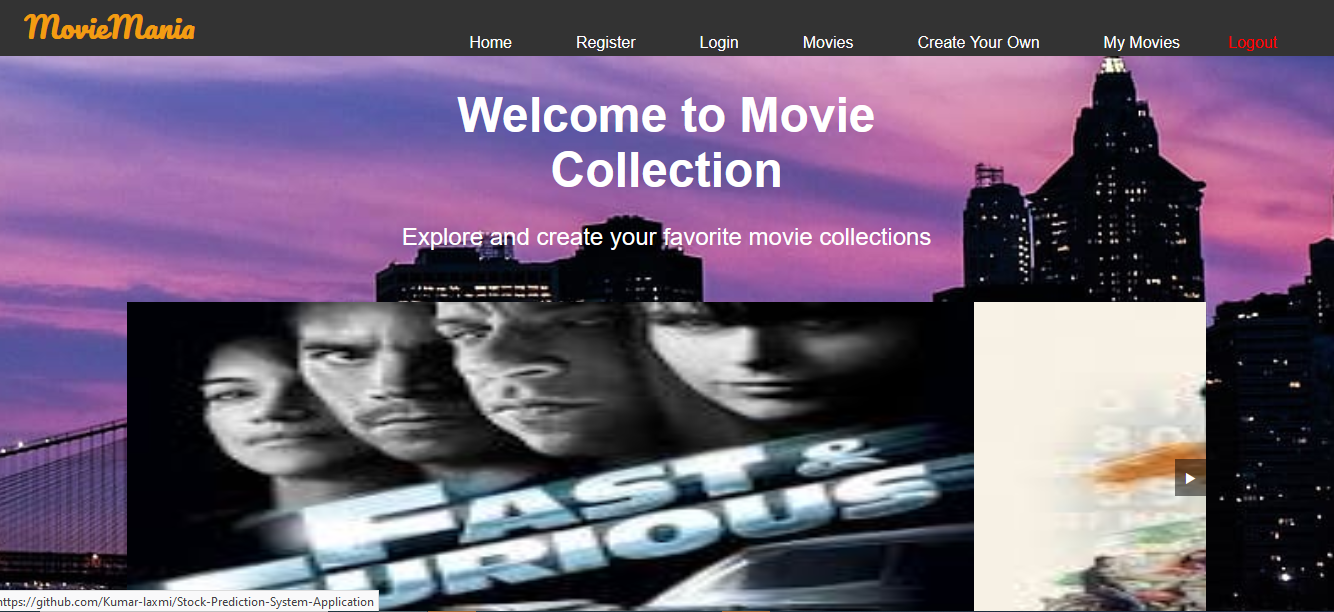 MovieMania
Home Register Login Movies Create Your Own My Movies Logout
Welcome to Movie
Collection
Explore and create your favorite movie collections
FAST &
FURIOUS
https://github.com/Kumar-laxmi/Stock-Prediction-System-Application